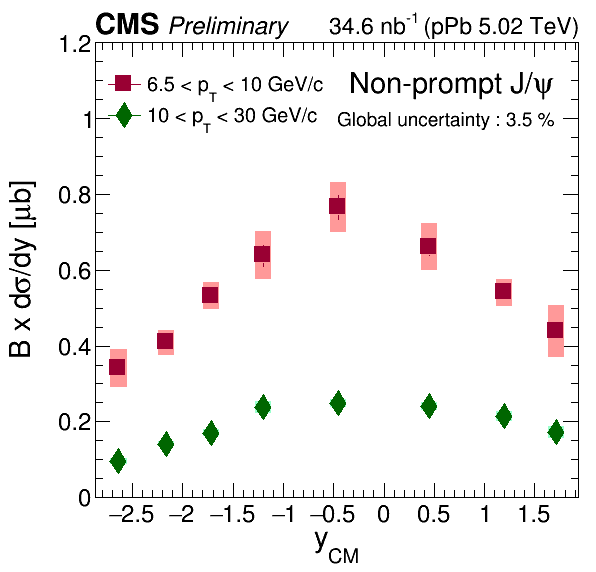 CMS Preliminary 34.6 nb⁻¹ (pPb 5.02 TeV)
6.5 < p_T < 10 GeV/c
10 < p_T < 30 GeV/c
Non-prompt J/ψ
Global uncertainty : 3.5 %
B x dσ/dy [μb]
1.2
1
0.8
0.6
0.4
0.2
0
−2.5 −2 −1.5 −1 −0.5 0 0.5 1 1.5
y_CM